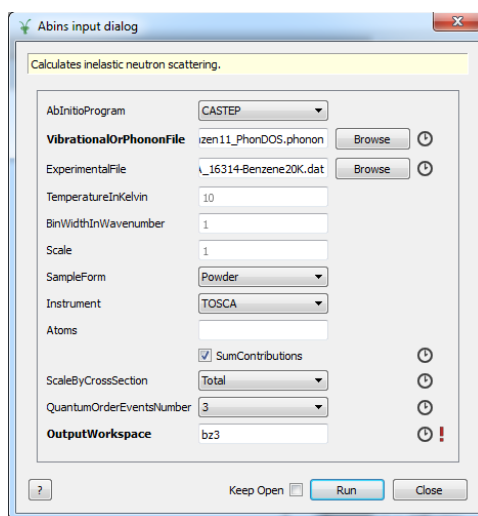 Abins input dialog
Calculates inelastic neutron scattering.
AbInitioProgram CASTEP
VibrationalOrPhononFile zen11_PhonDOS.phonon Browse
ExperimentalFile _16314-Benzene20K.dat Browse
TemperatureInKelvin 10
BinWidthInWavenumber 1
Scale 1
SampleForm Powder
Instrument TOSCA
Atoms
SumContributions
ScaleByCrossSection Total
QuantumOrderEventsNumber 3
OutputWorkspace bz3 !
? Keep Open Run Close